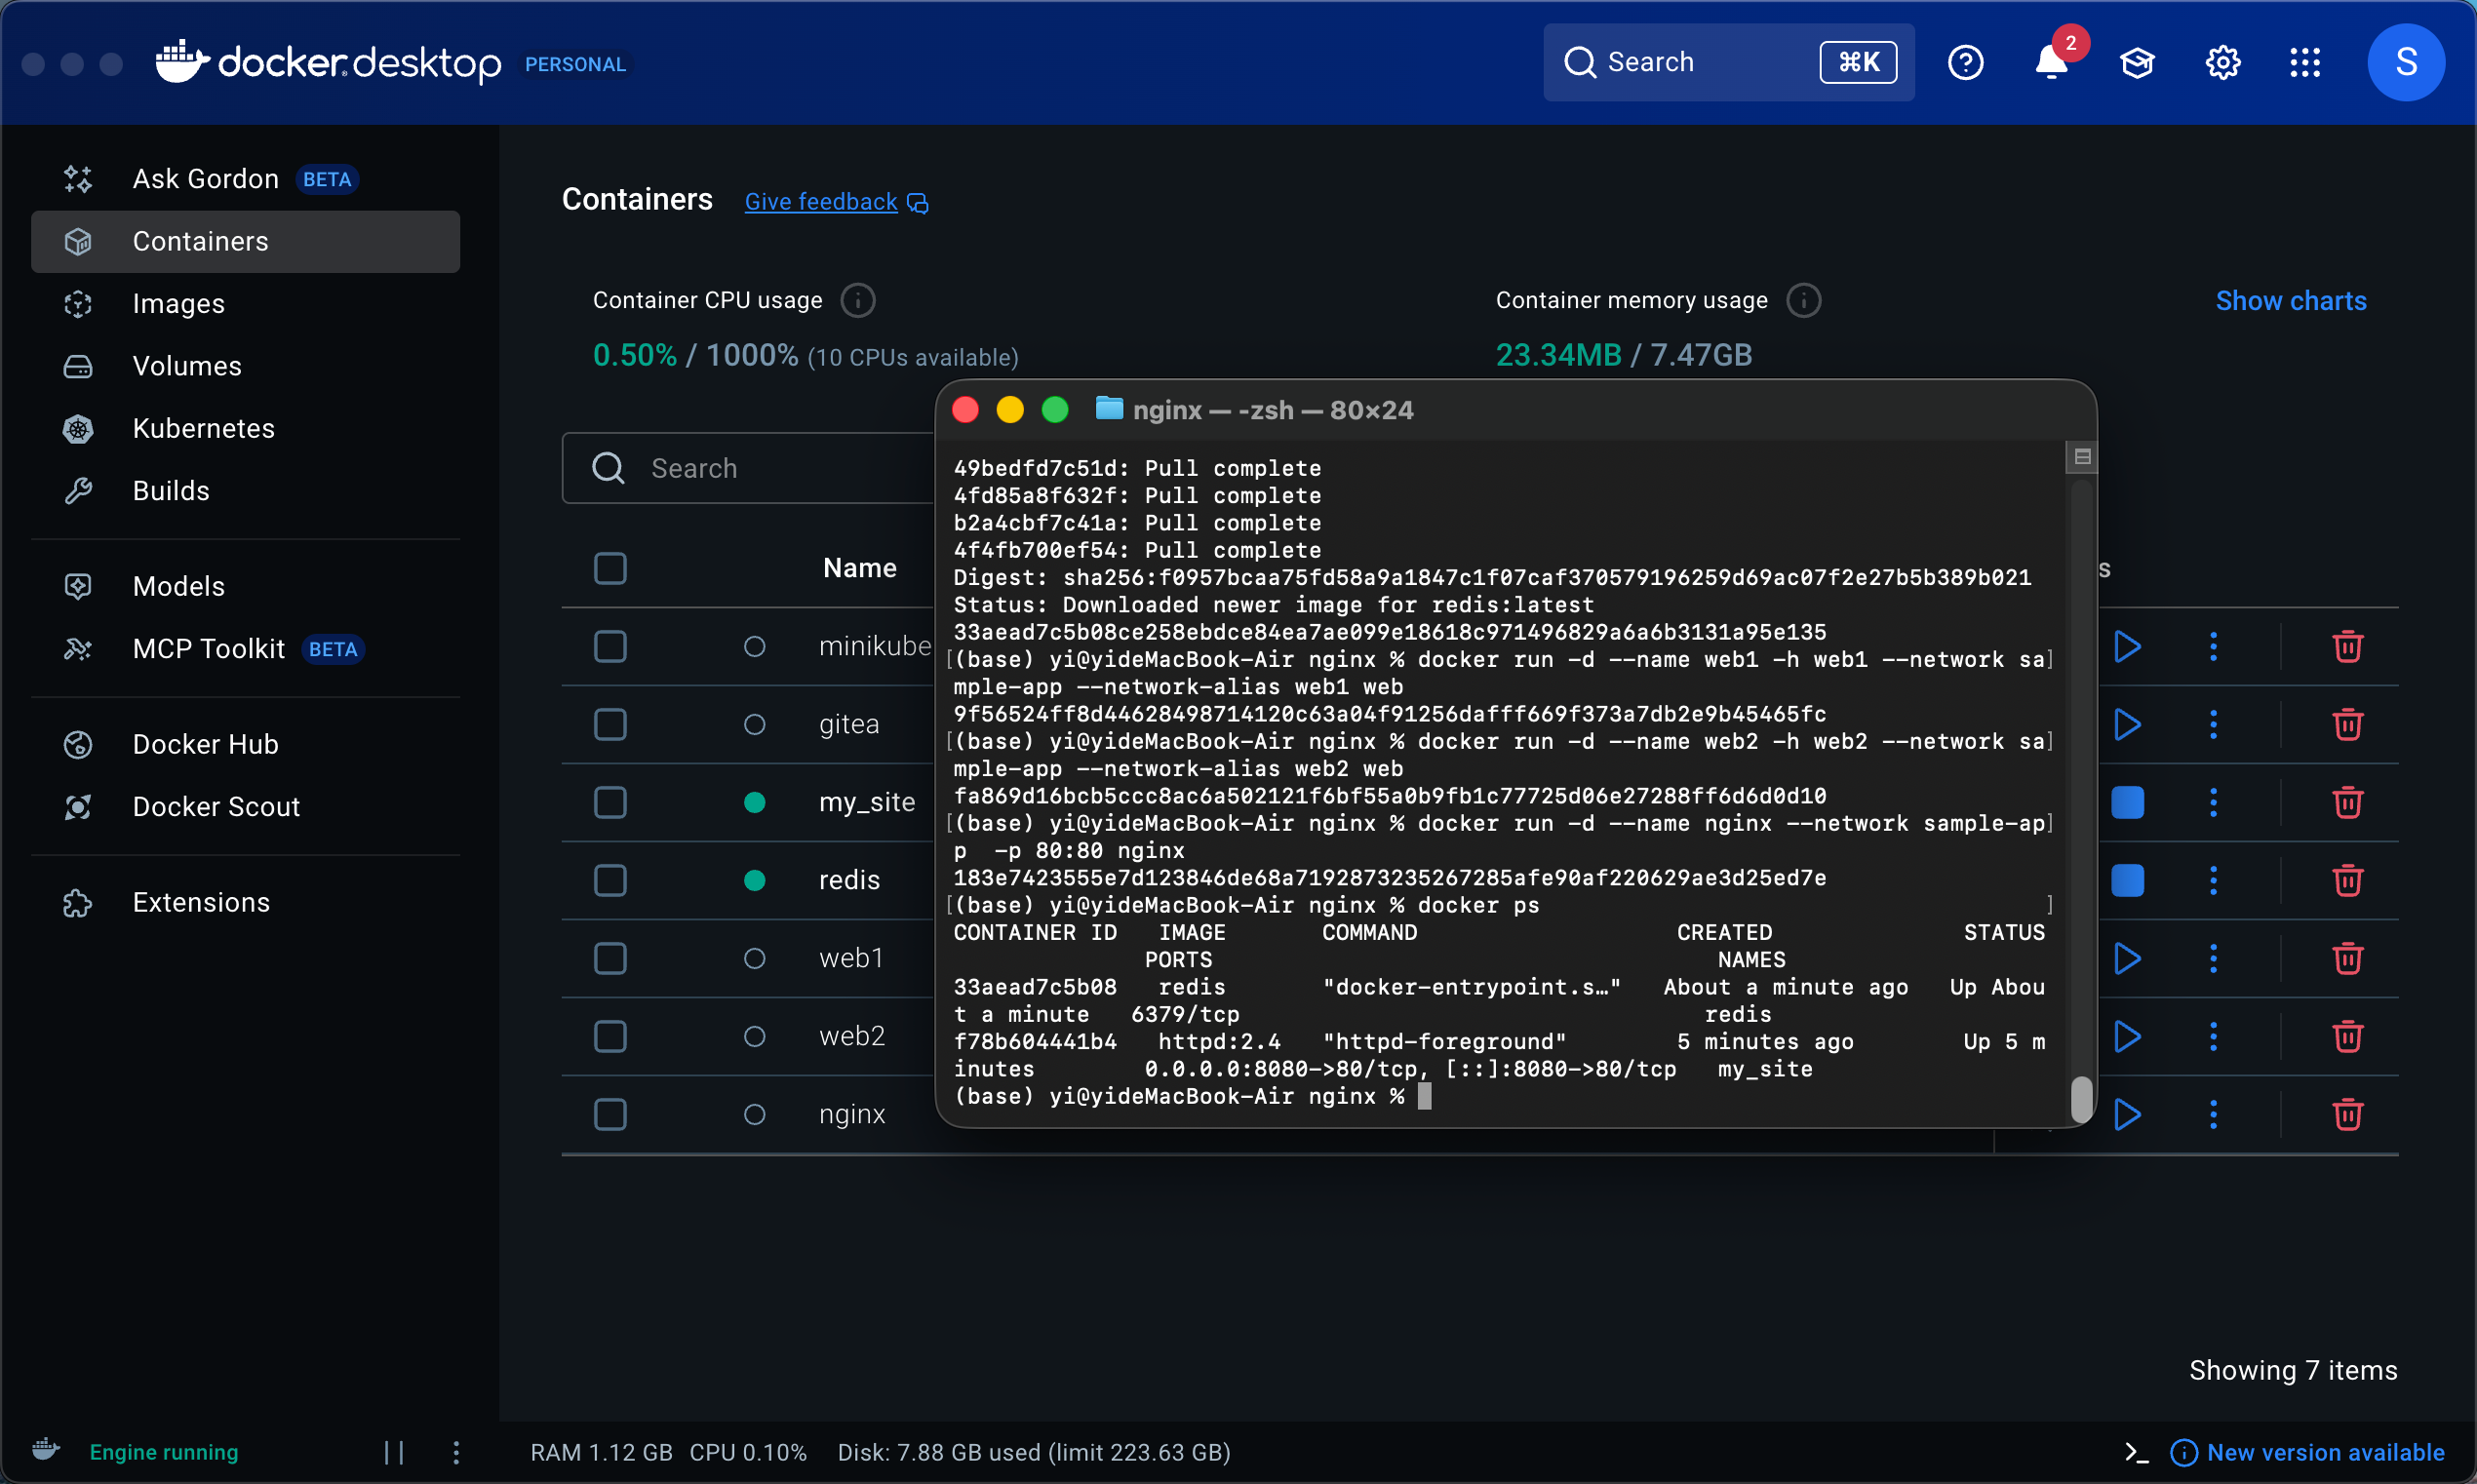 docker desktop PERSONAL
Search ⌘K
2
S
Ask Gordon BETA
Containers
Images
Volumes
Kubernetes
Builds
Models
MCP Toolkit BETA
Docker Hub
Docker Scout
Extensions
Containers Give feedback
Container CPU usage
0.50% / 1000% (10 CPUs available)
Container memory usage
23.34MB / 7.47GB
Show charts
Search
Name
s
minikube
gitea
my_site
redis
web1
web2
nginx
nginx — -zsh — 80×24
49bedfd7c51d: Pull complete
4fd85a8f632f: Pull complete
b2a4cbf7c41a: Pull complete
4f4fb700ef54: Pull complete
Digest: sha256:f0957bcaa75fd58a9a1847c1f07caf370579196259d69ac07f2e27b5b389b021
Status: Downloaded newer image for redis:latest
33aead7c5b08ce258ebdce84ea7ae099e18618c971496829a6a6b3131a95e135
[(base) yi@yideMacBook-Air nginx % docker run -d --name web1 -h web1 --network sa]
mple-app --network-alias web1 web
9f56524ff8d44628498714120c63a04f91256dafff669f373a7db2e9b45465fc
[(base) yi@yideMacBook-Air nginx % docker run -d --name web2 -h web2 --network sa]
mple-app --network-alias web2 web
fa869d16bcb5ccc8ac6a502121f6bf55a0b9fb1c77725d06e27288ff6d6d0d10
[(base) yi@yideMacBook-Air nginx % docker run -d --name nginx --network sample-ap]
p  -p 80:80 nginx
183e7423555e7d123846de68a7192873235267285afe90af220629ae3d25ed7e
[(base) yi@yideMacBook-Air nginx % docker ps ]
CONTAINER ID   IMAGE       COMMAND                   CREATED              STATUS
PORTS                                     NAMES
33aead7c5b08   redis       "docker-entrypoint.s…"   About a minute ago   Up Abou
t a minute   6379/tcp                                  redis
f78b604441b4   httpd:2.4   "httpd-foreground"        5 minutes ago        Up 5 m
inutes        0.0.0.0:8080->80/tcp, [::]:8080->80/tcp   my_site
(base) yi@yideMacBook-Air nginx %
Showing 7 items
Engine running
RAM 1.12 GB CPU 0.10% Disk: 7.88 GB used (limit 223.63 GB)
New version available